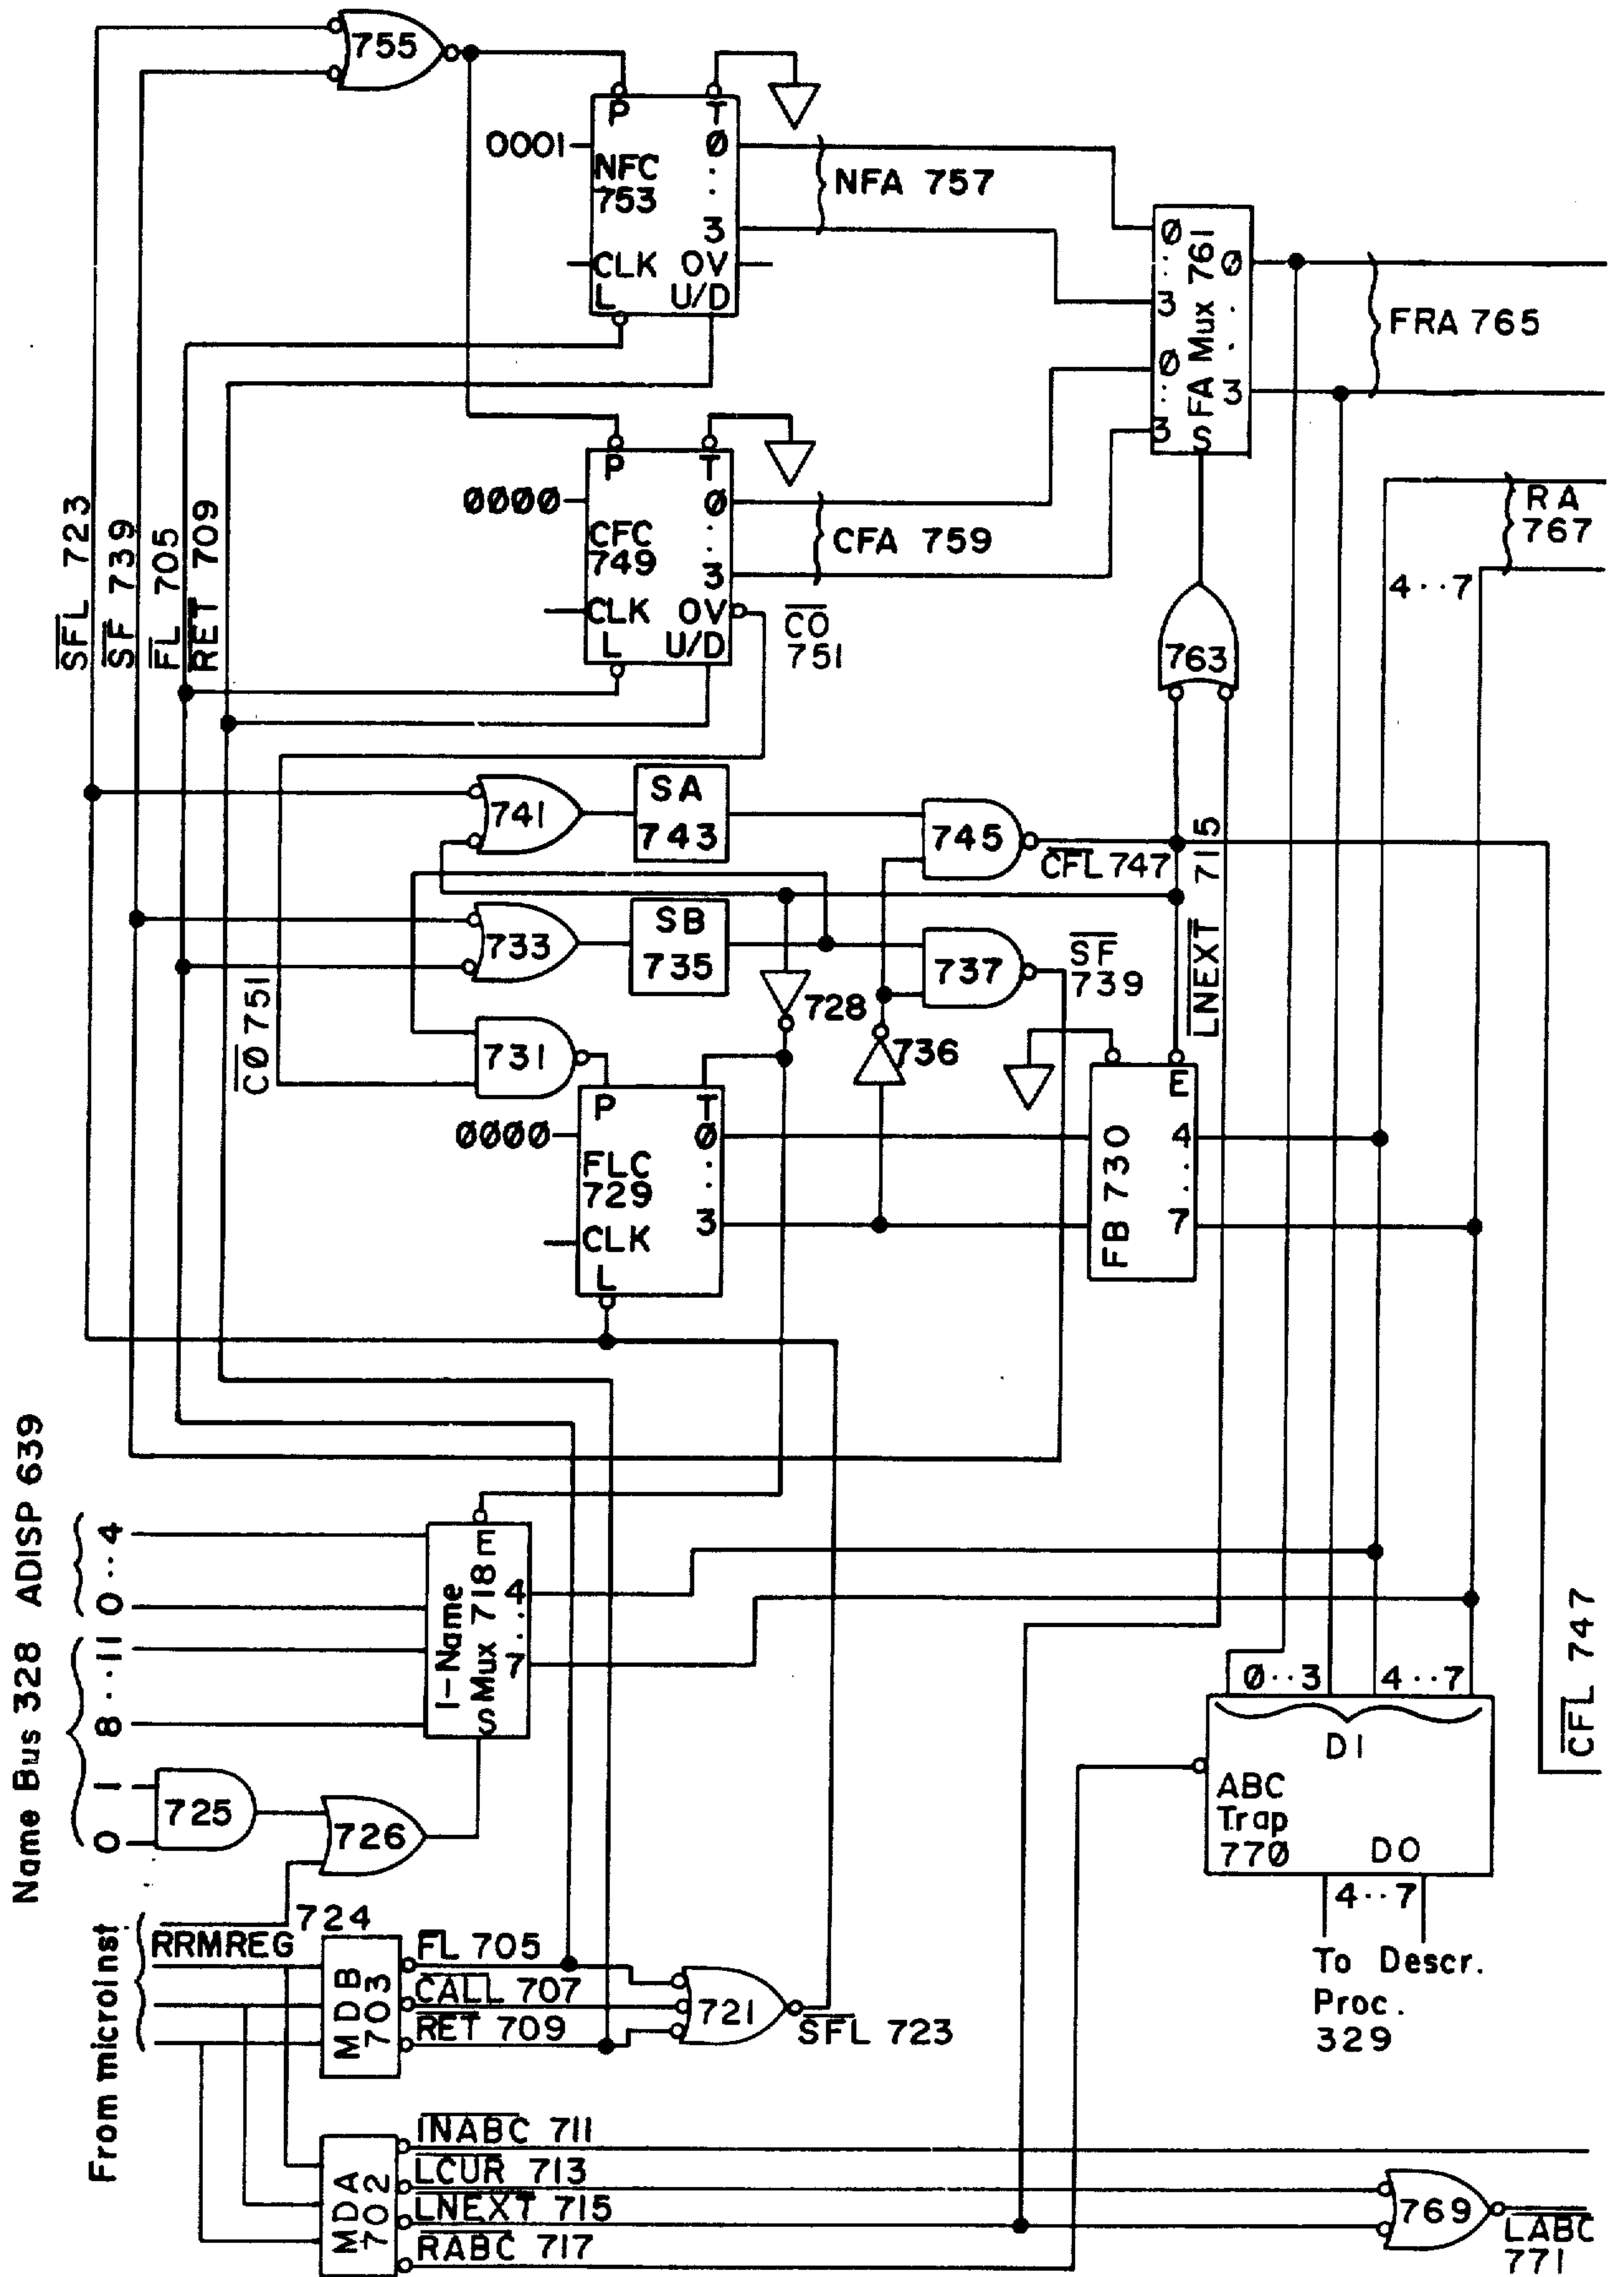 755
P T
0001
Ø
NFC
753
3
CLK OV
L U/D
NFA 757
Ø
3
Ø
3
SFA Mux 761
Ø
3
FRA 765
RA
767
4··7
SFL 723
SF 739
FL 705
RET 709
P T
ØØØØ
Ø
CFC
749
3
CLK OV
L U/D
CFA 759
CO
751
763
741
SA
743
745
CFL 747
LNEXT 715
733
SB
735
737
SF
739
728
736
CØ 751
731
P T
ØØØØ
Ø
FLC
729
3
CLK
L
E
FB 730
4
7
ADISP 639
0··4
Name Bus 328
8··11
1
0
E
I-Name
Mux 718
4
7
S
725
726
Ø··3 4··7
DI
ABC
Trap
77Ø
DO
4··7
To Descr.
Proc.
329
CFL 747
From microinst
724
RRMREG
MDB
703
FL 705
CALL 707
RET 709
721
SFL 723
MDA
702
INABC 711
LCUR 713
LNEXT 715
RABC 717
769
LABC
771